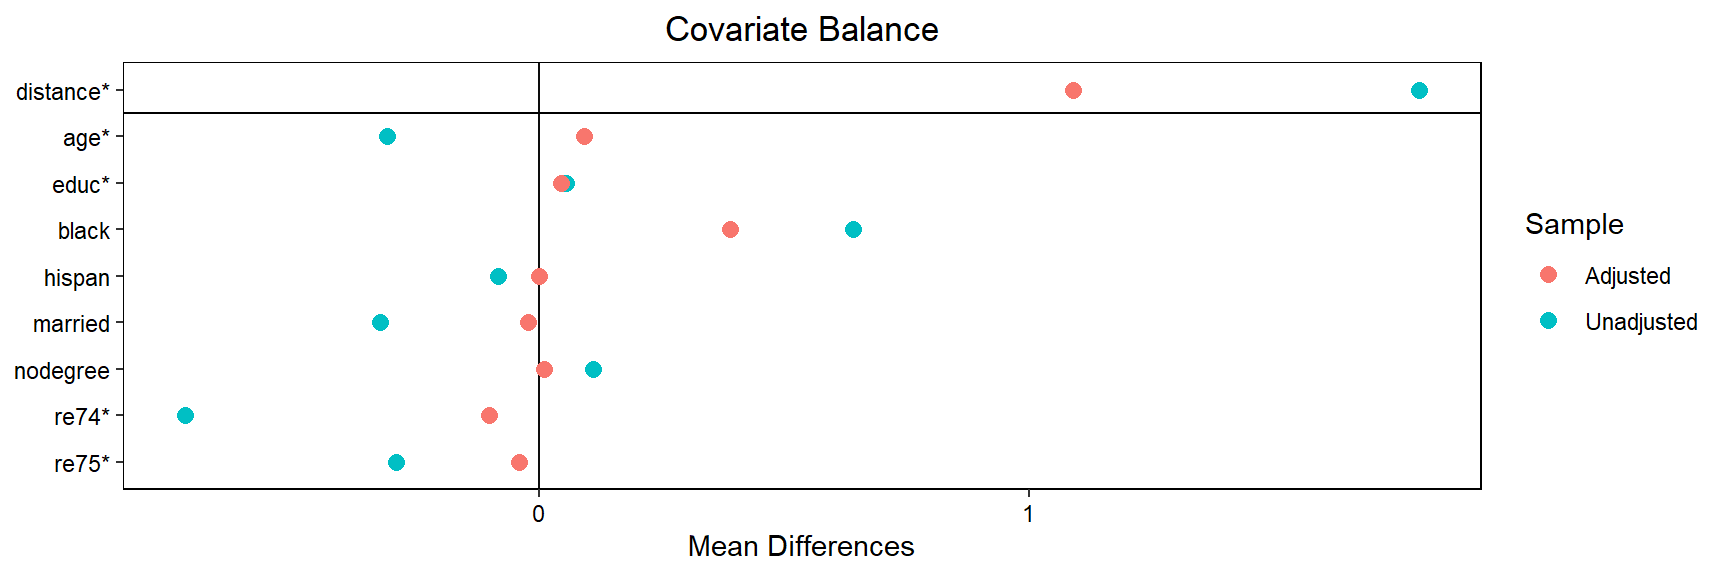 Covariate Balance
distance*
age*
educ*
black
hispan
married
nodegree
re74*
re75*
0 1
Mean Differences
Sample
Adjusted
Unadjusted